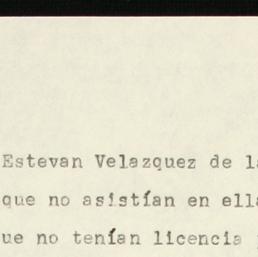 Estevan Velazquez de la
que no asistían en ella
ue no tenían licencia